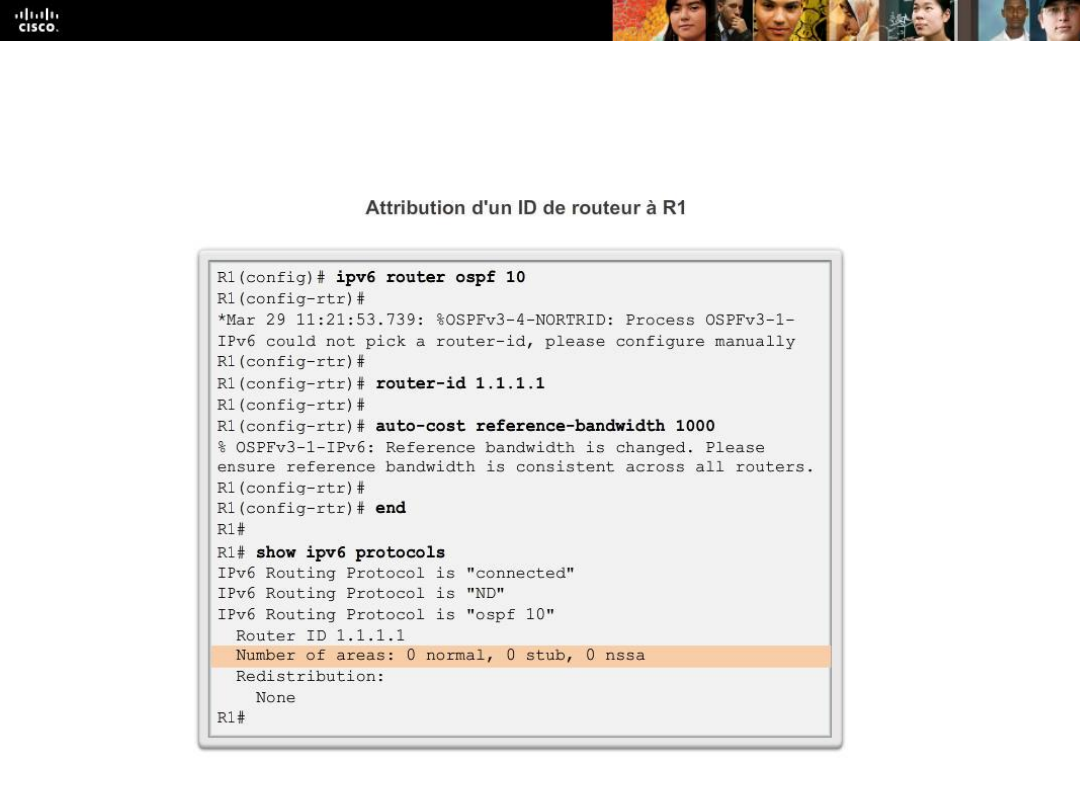 CISCO.
Attribution d'un ID de routeur à R1
R1(config)# ipv6 router ospf 10
R1(config-rtr)#
*Mar 29 11:21:53.739: %OSPFv3-4-NORTRID: Process OSPFv3-1-
IPv6 could not pick a router-id, please configure manually
R1(config-rtr)#
R1(config-rtr)# router-id 1.1.1.1
R1(config-rtr)#
R1(config-rtr)# auto-cost reference-bandwidth 1000
% OSPFv3-1-IPv6: Reference bandwidth is changed. Please
ensure reference bandwidth is consistent across all routers.
R1(config-rtr)#
R1(config-rtr)# end
R1#
R1# show ipv6 protocols
IPv6 Routing Protocol is "connected"
IPv6 Routing Protocol is "ND"
IPv6 Routing Protocol is "ospf 10"
Router ID 1.1.1.1
Number of areas: 0 normal, 0 stub, 0 nssa
Redistribution:
None
R1#